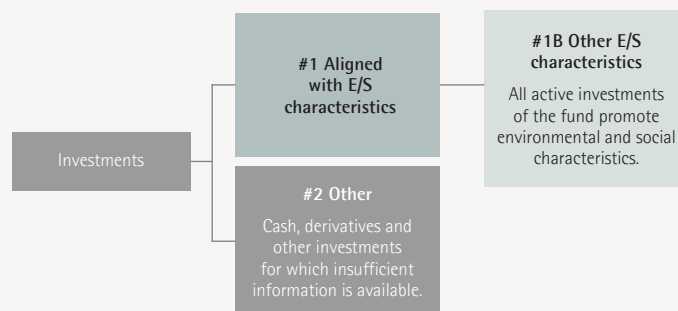 Investments
#1 Aligned
with E/S
characteristics
#1B Other E/S
characteristics
All active investments
of the fund promote
environmental and social
characteristics.
#2 Other
Cash, derivatives and
other investments
for which insufficient
information is available.